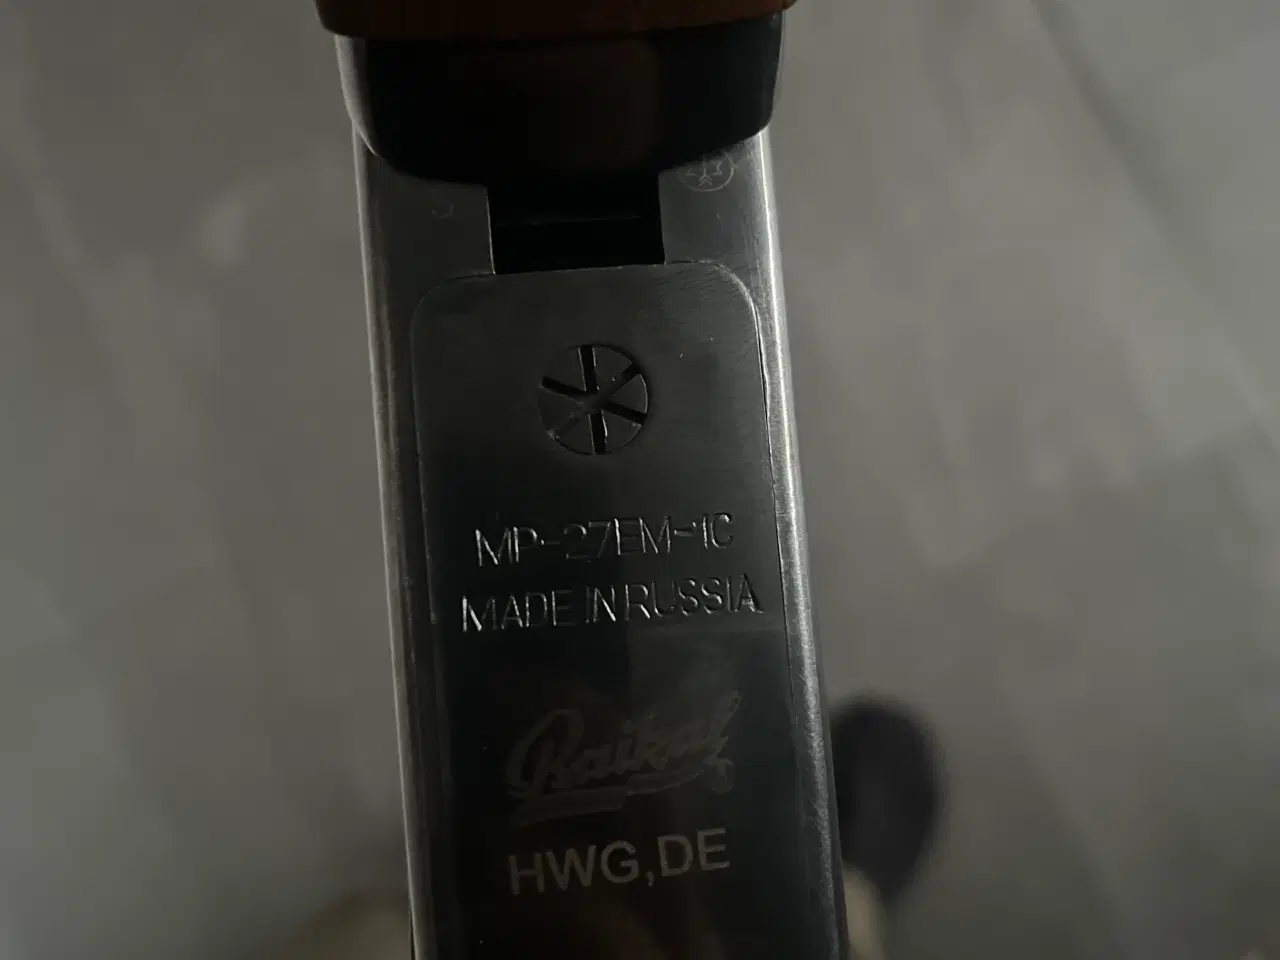 MP-27EM-1C
MADE IN RUSSIA
Baikal
HWG,DE